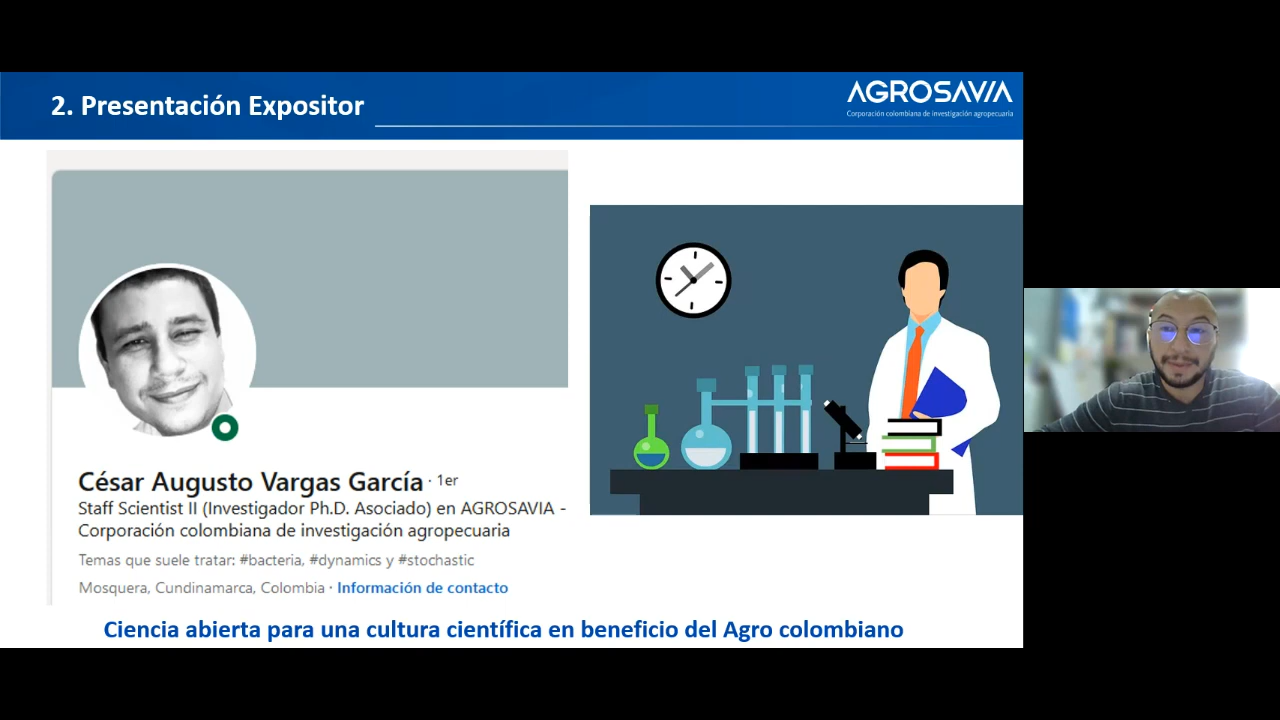 2. Presentación Expositor
AGROSAVIA
Corporación colombiana de investigación agropecuaria
César Augusto Vargas García · 1er
Staff Scientist II (Investigador Ph.D. Asociado) en AGROSAVIA -
Corporación colombiana de investigación agropecuaria
Temas que suele tratar: #bacteria, #dynamics y #stochastic
Mosquera, Cundinamarca, Colombia · Información de contacto
Ciencia abierta para una cultura científica en beneficio del Agro colombiano